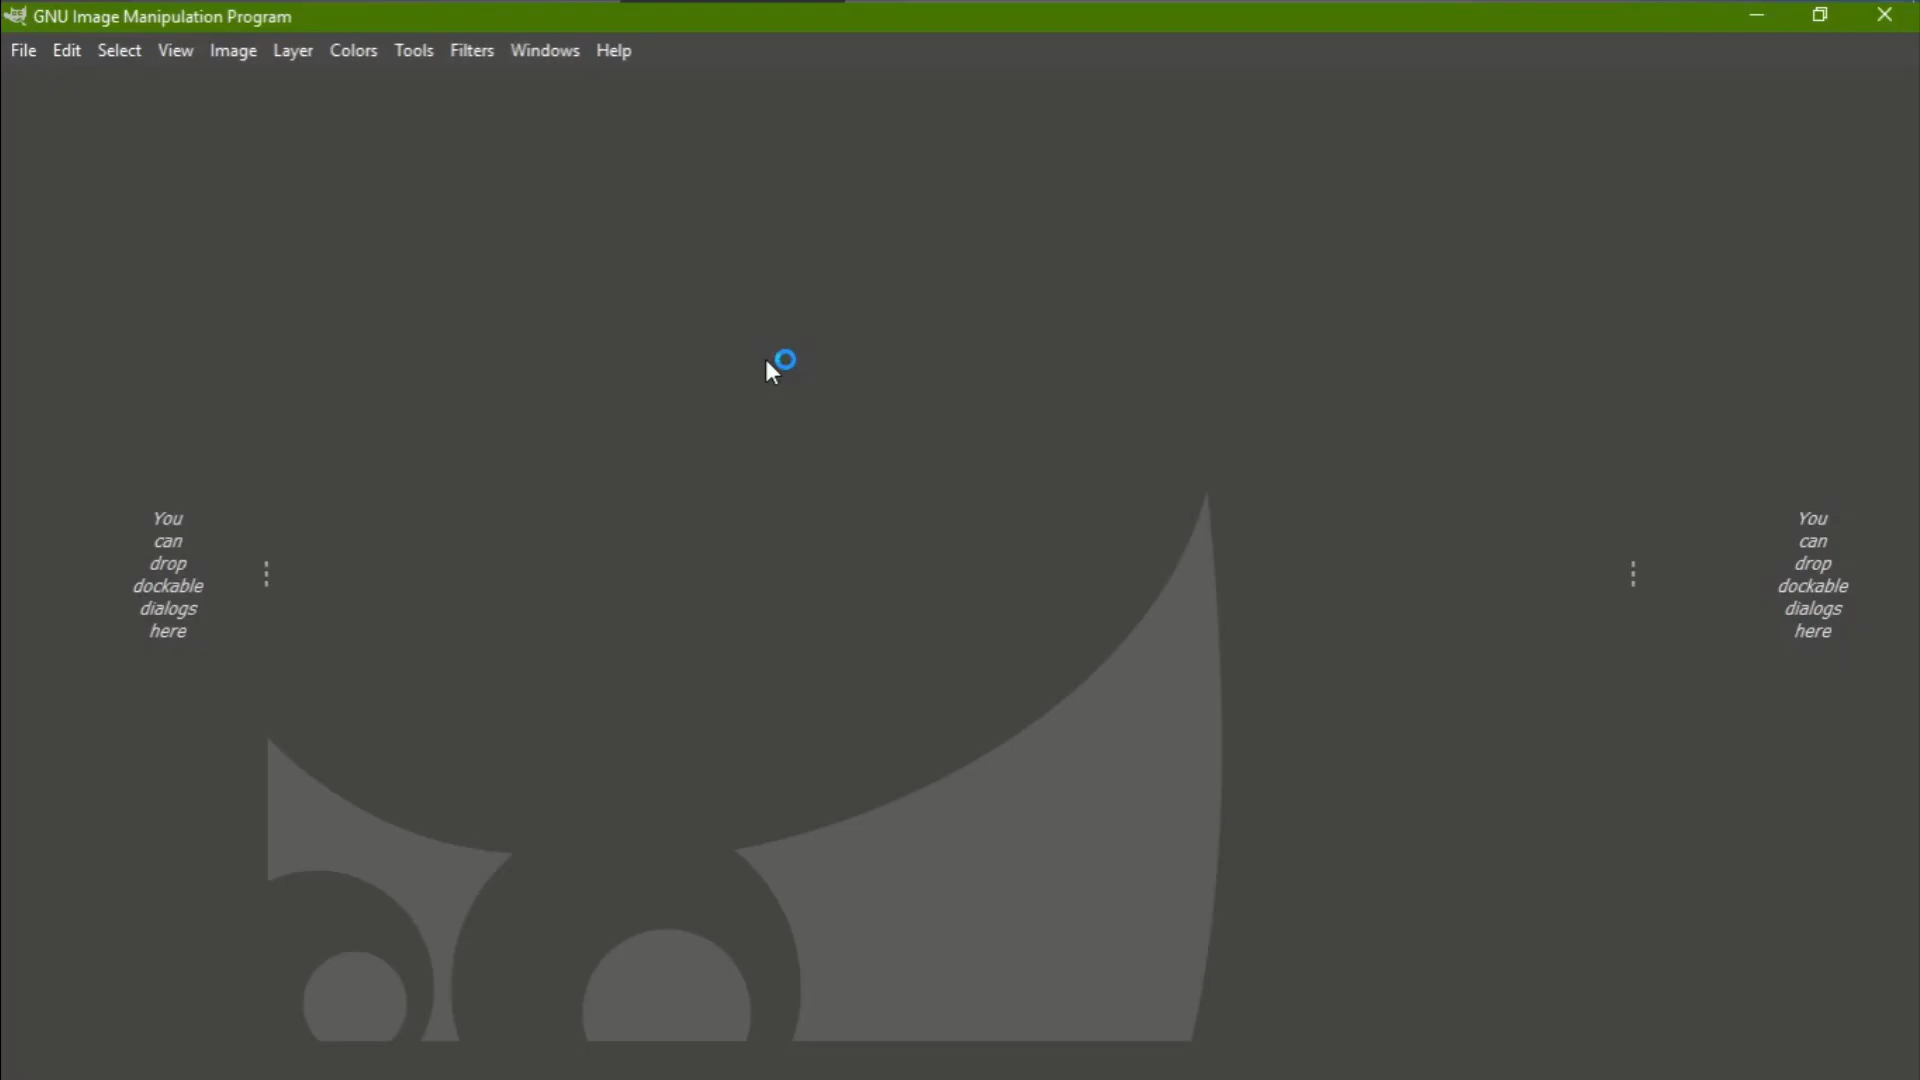 GNU Image Manipulation Program
File Edit Select View Image Layer Colors Tools Filters Windows Help
You
can
drop
dockable
dialogs
here
You
can
drop
dockable
dialogs
here